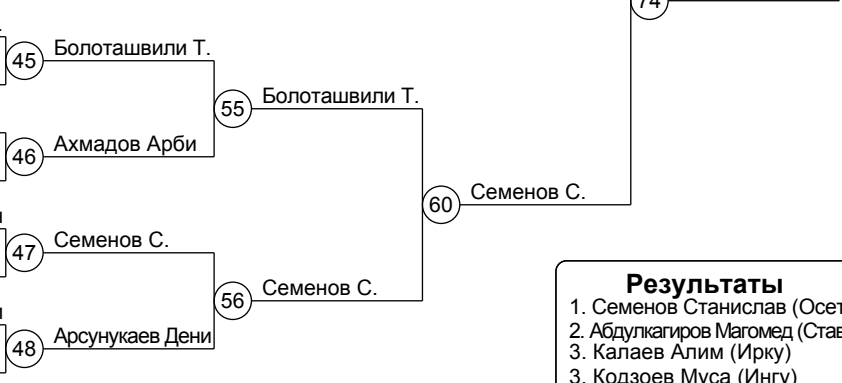 74
45 Болоташвили Т.
55 Болоташвили Т.
46 Ахмадов Арби
60 Семенов С.
47 Семенов С.
56 Семенов С.
48 Арсунукаев Дени
Результаты
1. Семенов Станислав (Осет
2. Абдулкагиров Магомед (Став
3. Калаев Алим (Ирку)
3. Кодзоев Муса (Ингу)